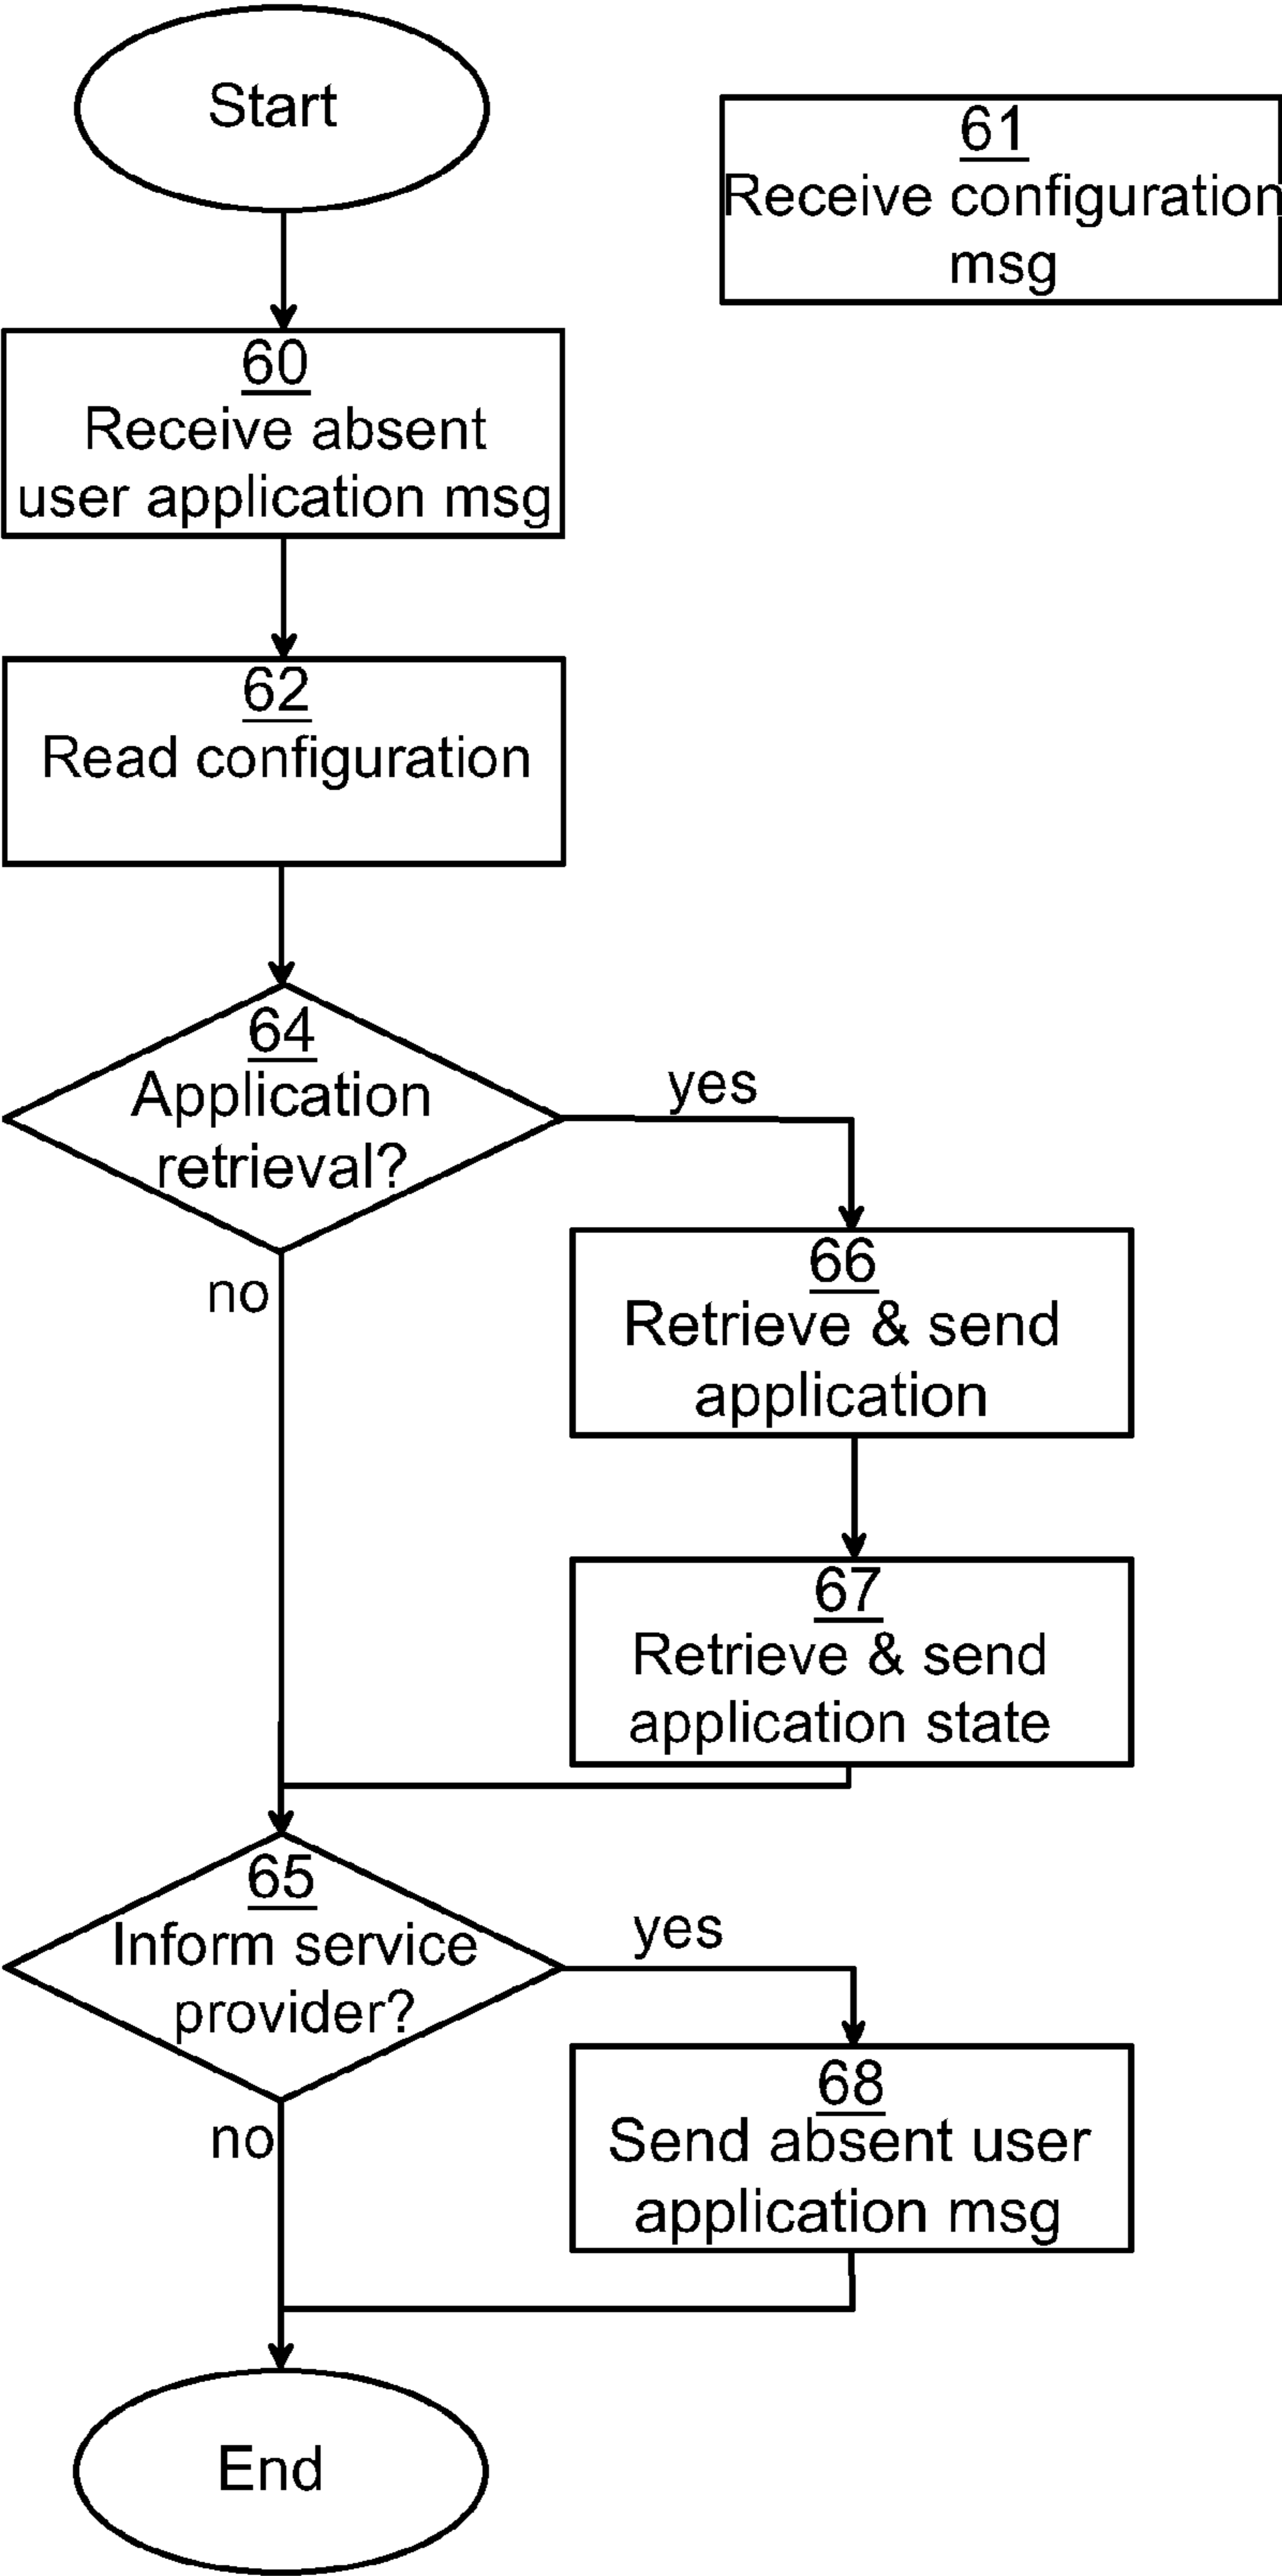 Start
61
Receive configuration
msg
60
Receive absent
user application msg
62
Read configuration
64
Application
retrieval?
yes
no
66
Retrieve & send
application
67
Retrieve & send
application state
65
Inform service
provider?
yes
no
68
Send absent user
application msg
End